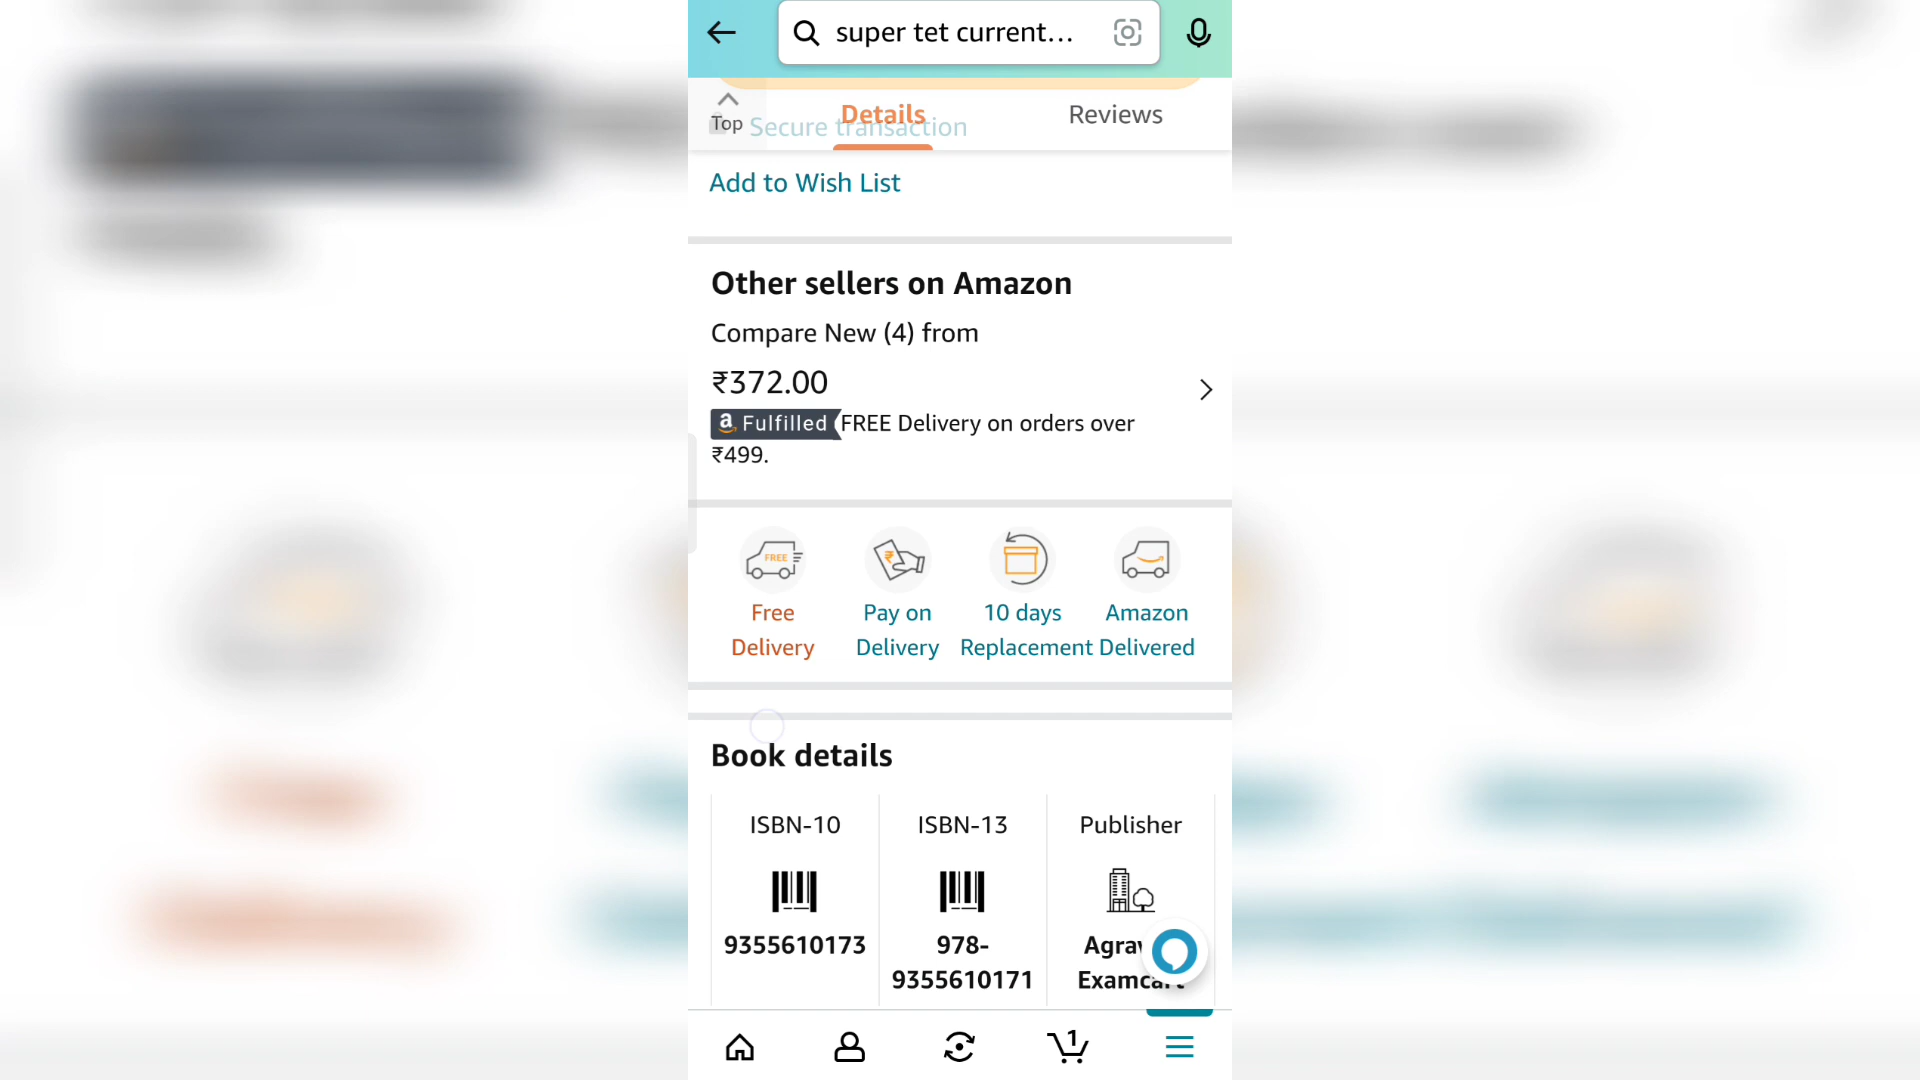 super tet current...
Top
Details
Reviews
Secure transaction
Add to Wish List
Other sellers on Amazon
Compare New (4) from
₹372.00
a Fulfilled FREE Delivery on orders over
₹499.
FREE
₹
Free Delivery
Pay on Delivery
10 days Replacement
Amazon Delivered
Book details
ISBN-10
9355610173
ISBN-13
978-
9355610171
Publisher
1